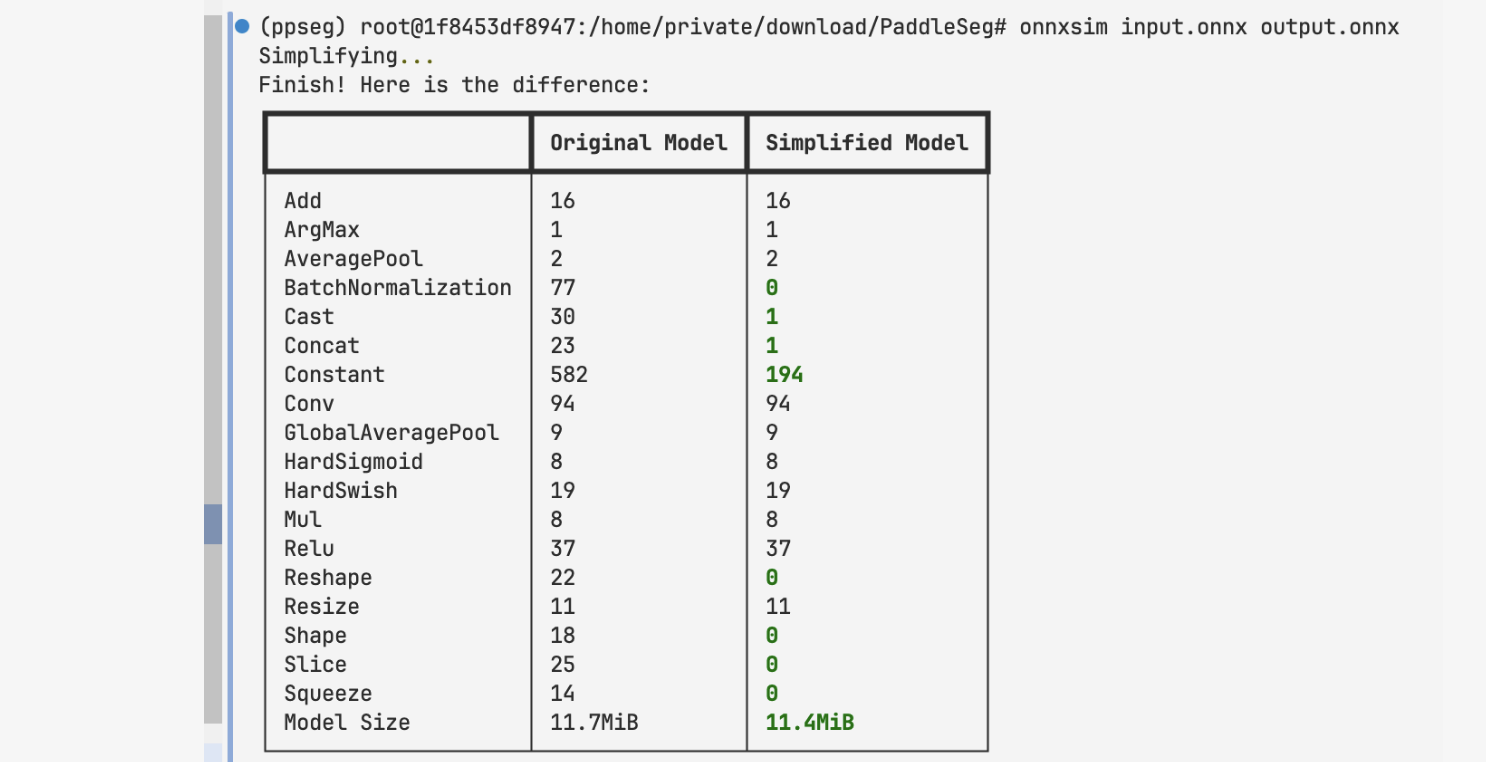 (ppseg) root@1f8453df8947:/home/private/download/PaddleSeg# onnxsim input.onnx output.onnx
Simplifying...
Finish! Here is the difference:
Original Model Simplified Model
Add 16 16
ArgMax 1 1
AveragePool 2 2
BatchNormalization 77 0
Cast 30 1
Concat 23 1
Constant 582 194
Conv 94 94
GlobalAveragePool 9 9
HardSigmoid 8 8
HardSwish 19 19
Mul 8 8
Relu 37 37
Reshape 22 0
Resize 11 11
Shape 18 0
Slice 25 0
Squeeze 14 0
Model Size 11.7MiB 11.4MiB